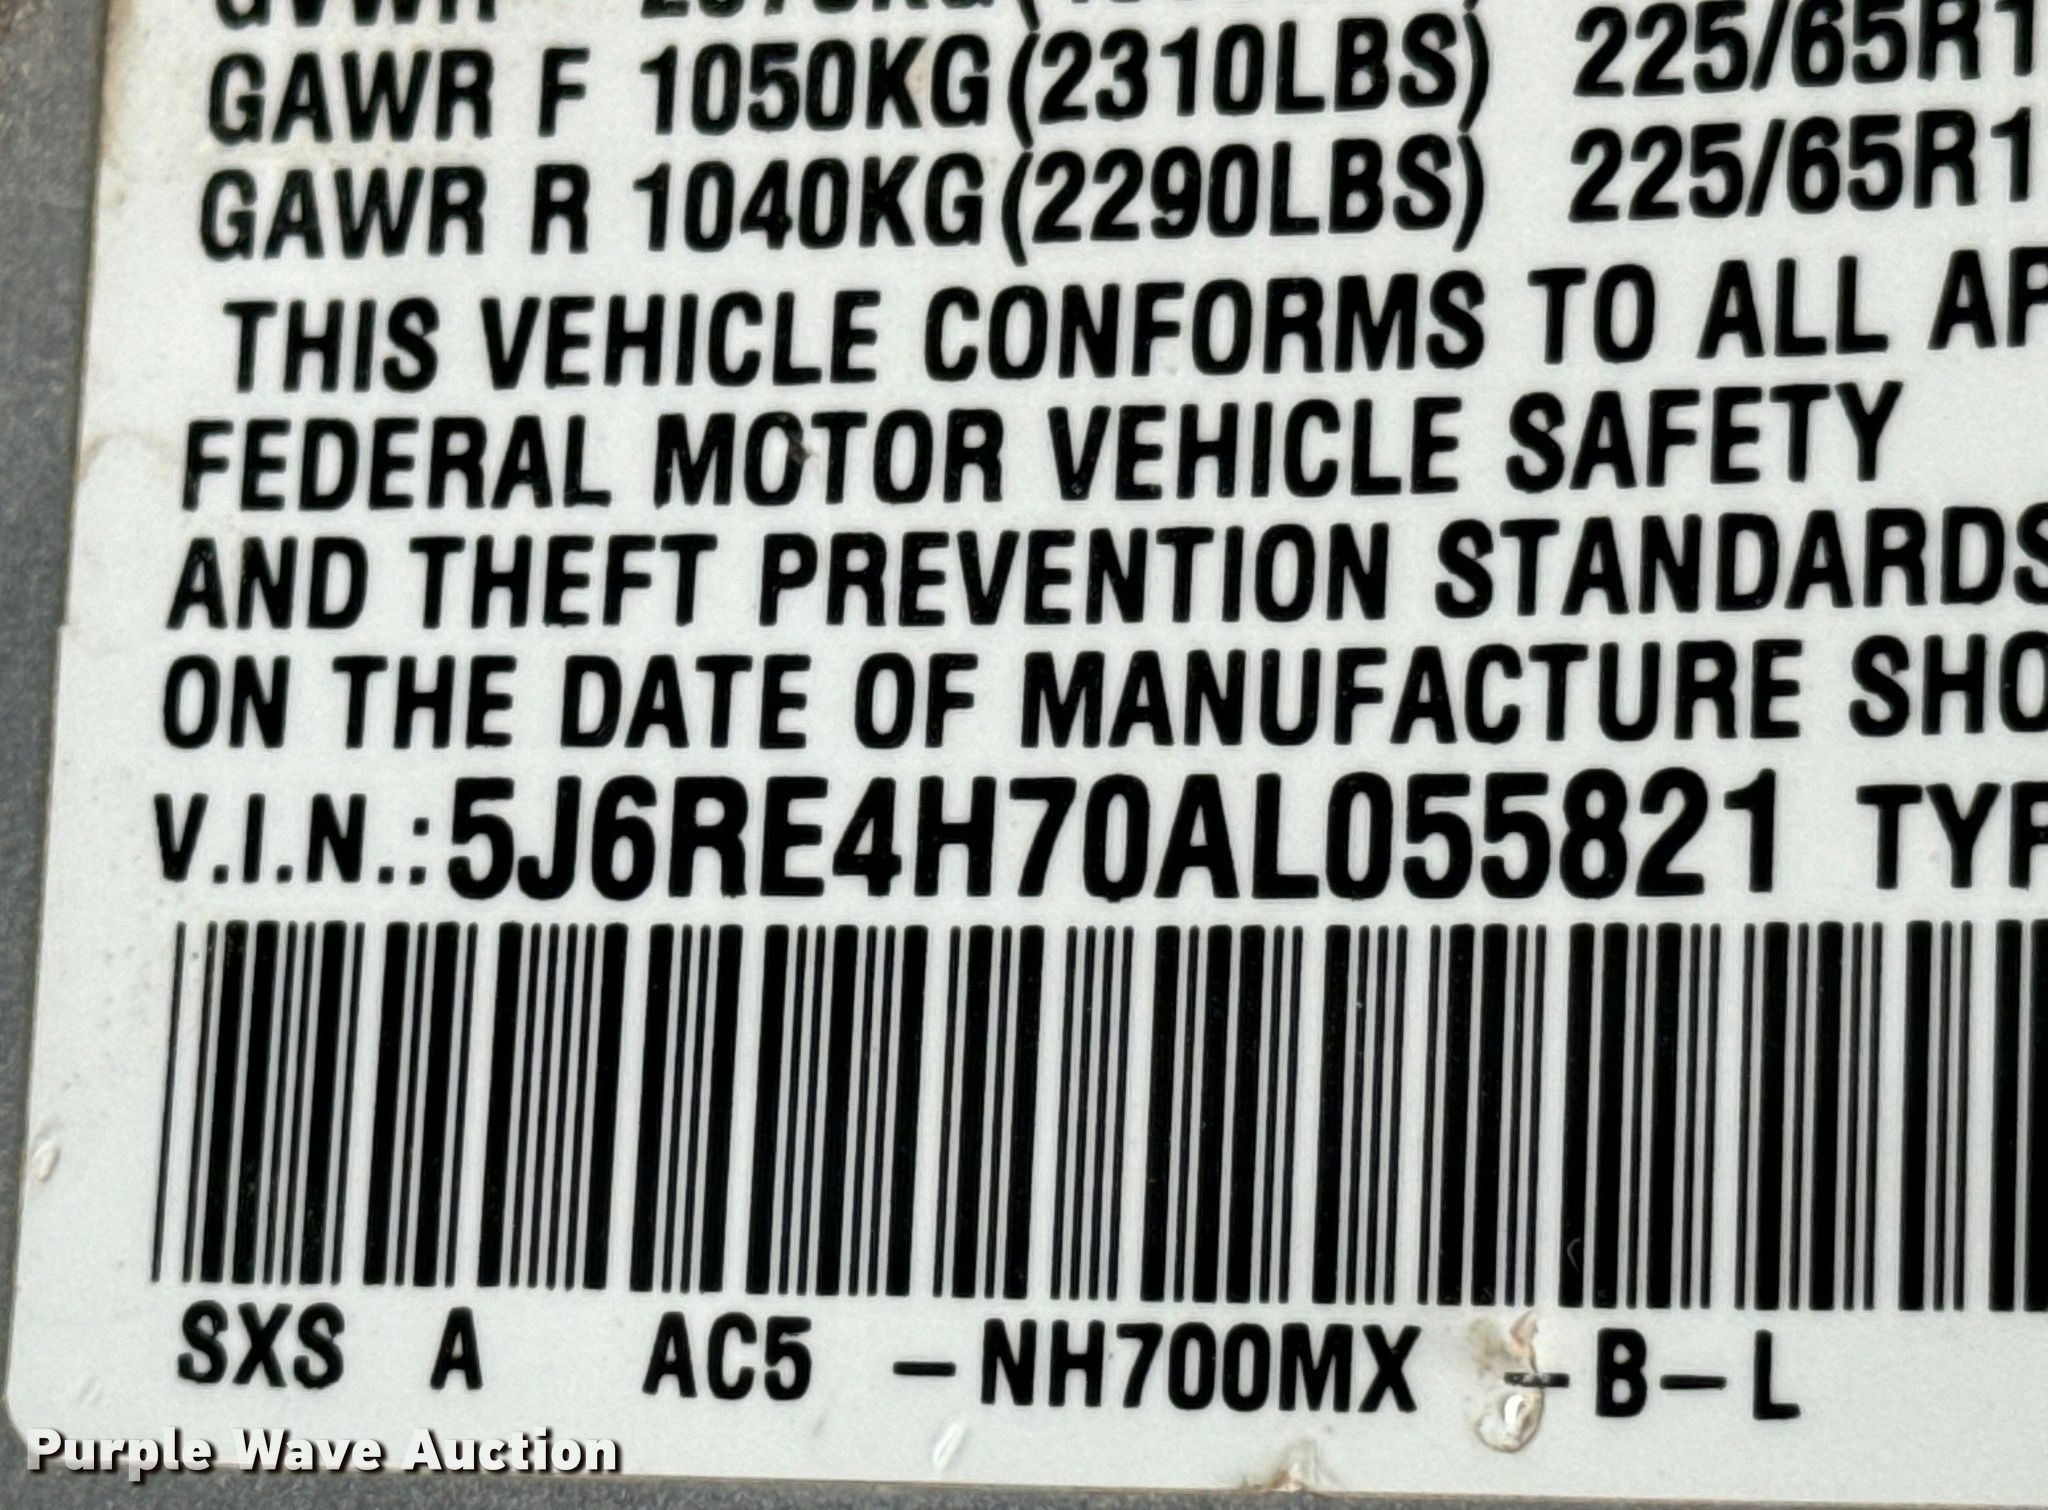 GAWR F 1050KG(2310LBS) 225/65R1
GAWR R 1040KG(2290LBS) 225/65R1
THIS VEHICLE CONFORMS TO ALL AP
FEDERAL MOTOR VEHICLE SAFETY
AND THEFT PREVENTION STANDARDS
ON THE DATE OF MANUFACTURE SHO
V.I.N.:5J6RE4H70AL055821 TYP
SXS A AC5 -NH700MX -B-L
Purple Wave Auction